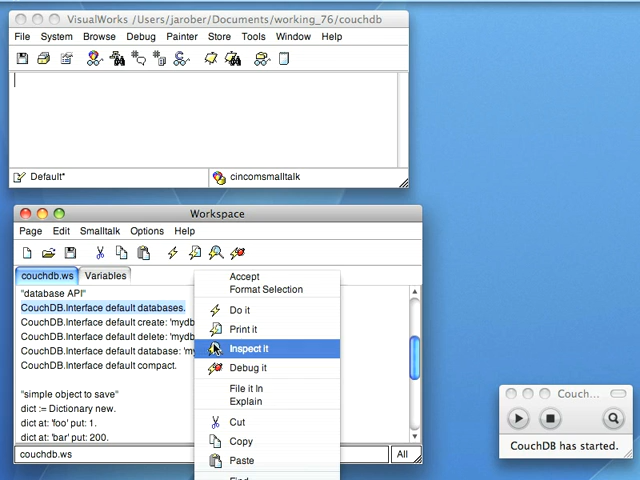 VisualWorks /Users/jarober/Documents/working_76/couchdb
File System Browse Debug Painter Store Tools Window Help
Default*
cincomsmalltalk
Workspace
Page Edit Smalltalk Options Help
couchdb.ws Variables
"database API"
CouchDB.Interface default databases.
CouchDB.Interface default create: 'mydb
CouchDB.Interface default delete: 'mydb
CouchDB.Interface default database: 'my
CouchDB.Interface default compact.
"simple object to save"
dict := Dictionary new.
dict at: 'foo' put: 1.
dict at: 'bar' put: 200.
couchdb.ws
All
Accept
Format Selection
Do it
Print it
Inspect it
Debug it
File it In
Explain
Cut
Copy
Paste
Couch...
CouchDB has started.